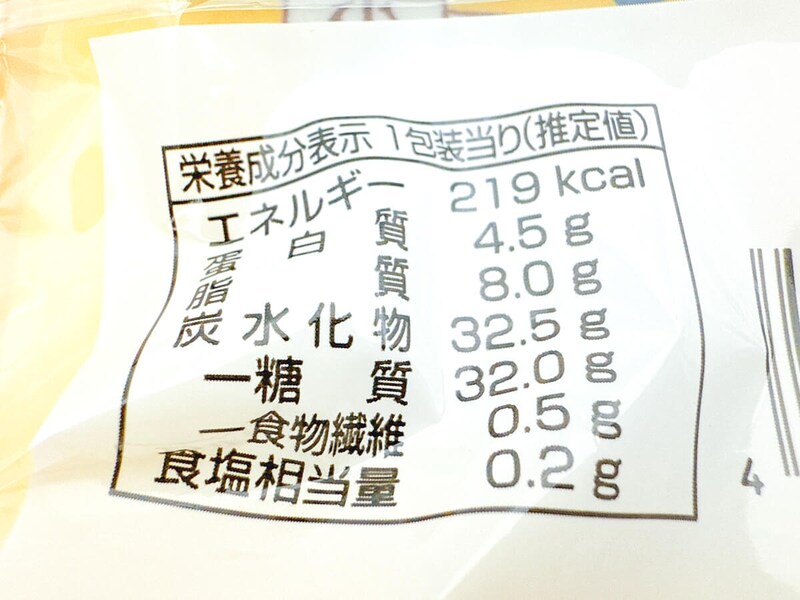 栄養成分表示 1包装当り(推定値)
エネルギー 219 kcal
蛋白質 4.5 g
脂質 8.0 g
炭水化物 32.5 g
ー糖質 32.0 g
ー食物繊維 0.5 g
食塩相当量 0.2 g
4